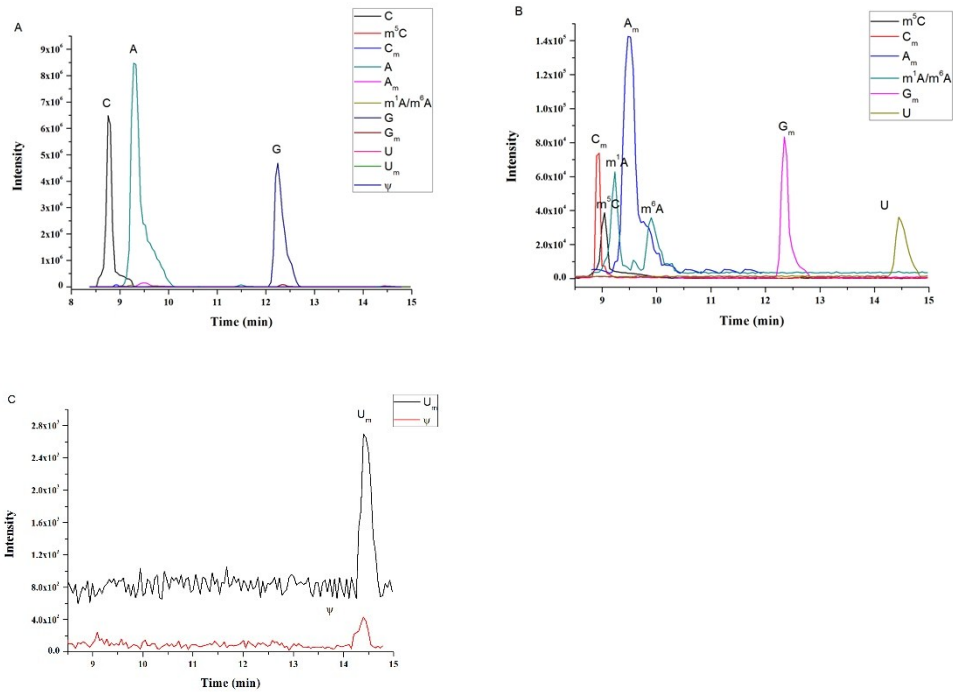 A
C
m⁵C
Cₘ
A
Aₘ
m¹A/m⁶A
G
Gₘ
U
Uₘ
ψ
C
A
G
Intensity
9x10⁶
8x10⁶
7x10⁶
6x10⁶
5x10⁶
4x10⁶
3x10⁶
2x10⁶
1x10⁶
0
8 9 10 11 12 13 14 15
Time (min)
B
m⁵C
Cₘ
Aₘ
m¹A/m⁶A
Gₘ
U
Aₘ
Cₘ
m¹A
m⁵C
m⁶A
Gₘ
U
Intensity
1.4x10⁵
1.2x10⁵
1.0x10⁵
8.0x10⁴
6.0x10⁴
4.0x10⁴
2.0x10⁴
0.0
9 10 11 12 13 14 15
Time (min)
C
Uₘ
ψ
Uₘ
ψ
Intensity
2.8x10³
2.4x10³
2.0x10³
1.6x10³
1.2x10³
8.0x10²
4.0x10²
0.0
9 10 11 12 13 14 15
Time (min)